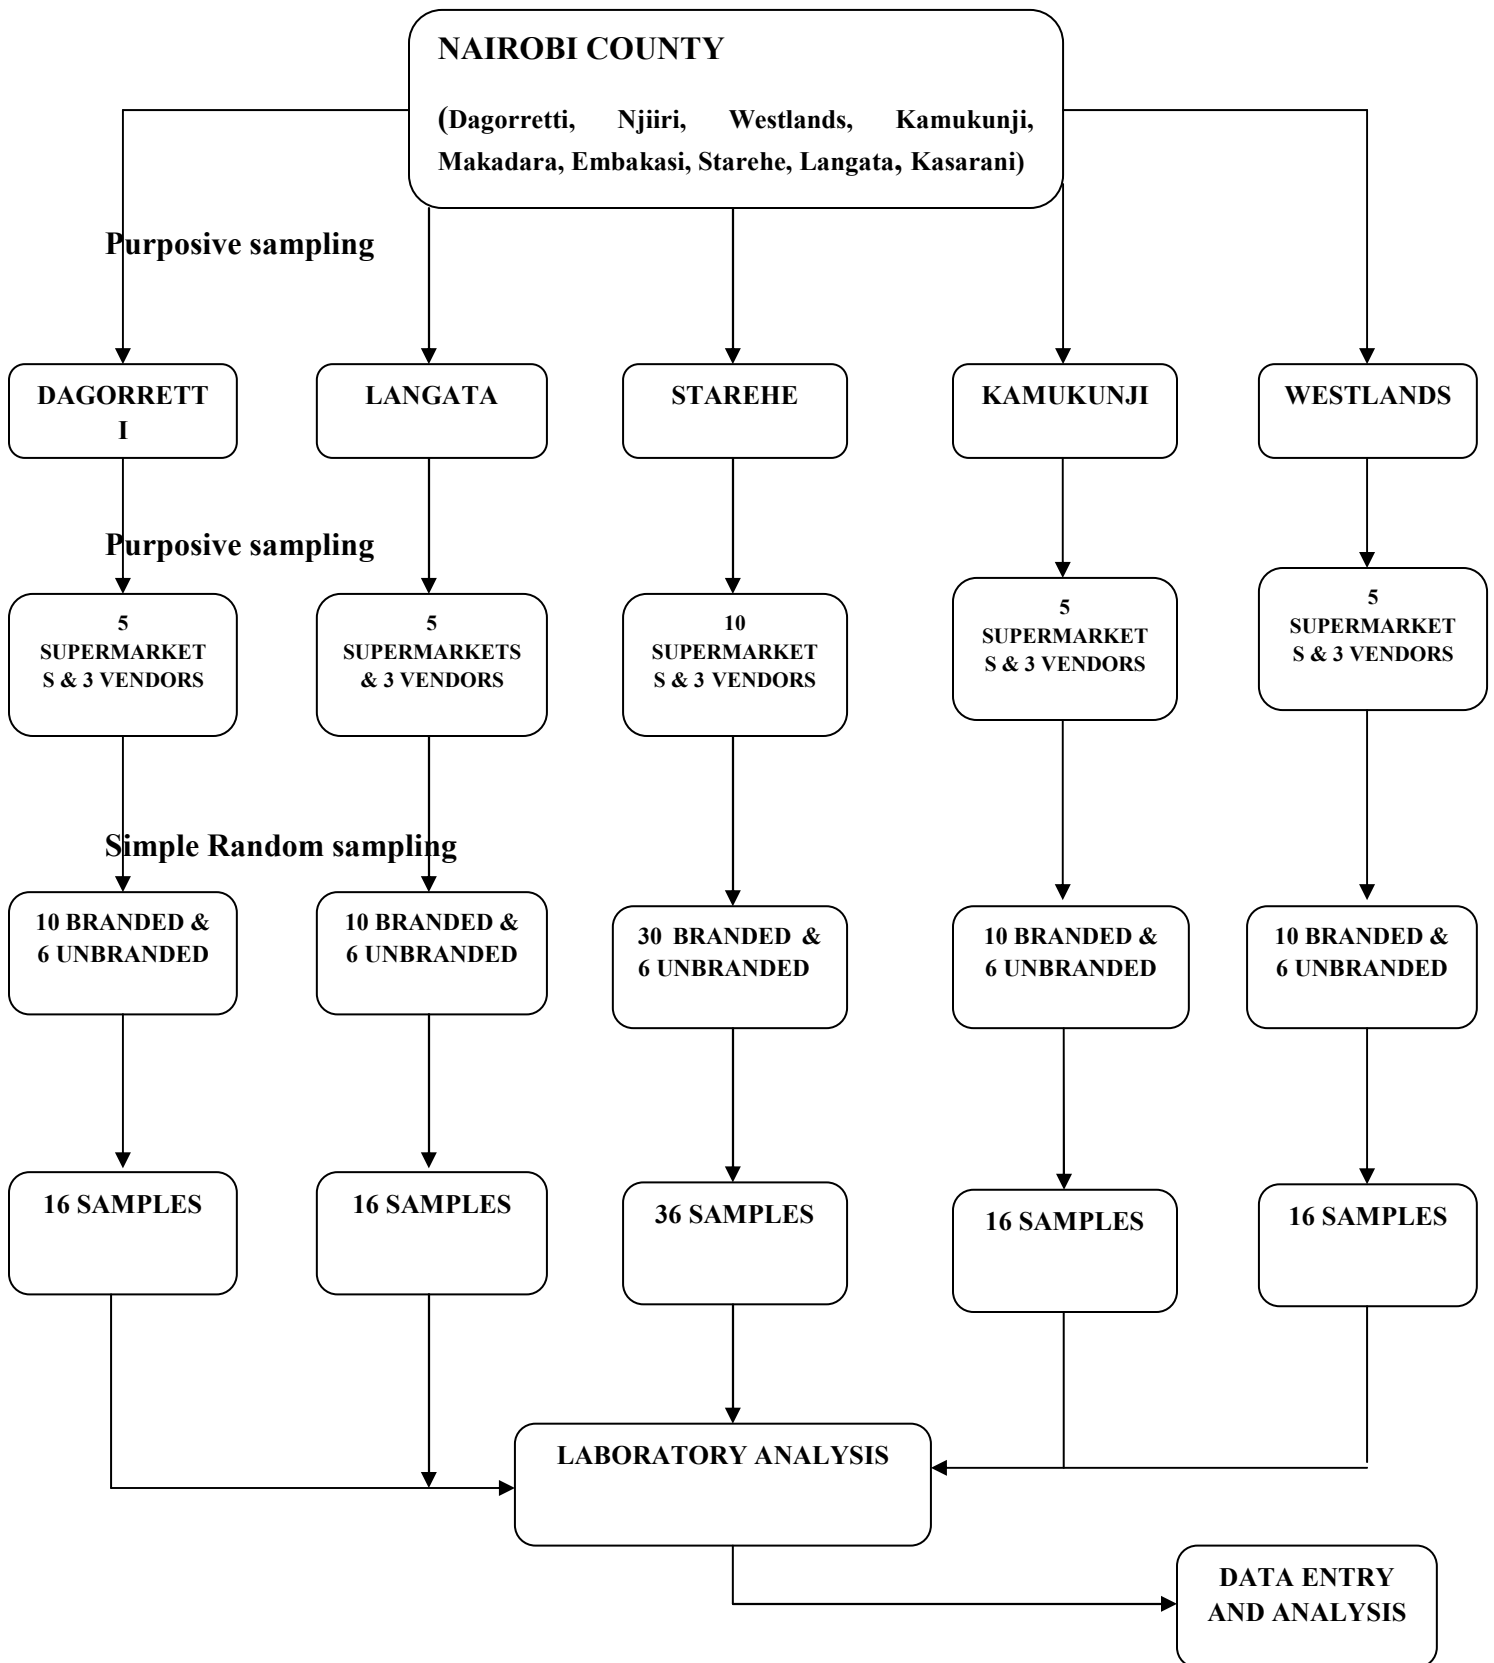 NAIROBI COUNTY
(Dagorretti, Njiiri, Westlands, Kamukunji,
Makadara, Embakasi, Starehe, Langata, Kasarani)
Purposive sampling
DAGORRETT
I
LANGATA
STAREHE
KAMUKUNJI
WESTLANDS
Purposive sampling
5
SUPERMARKET
S & 3 VENDORS
5
SUPERMARKETS
& 3 VENDORS
10
SUPERMARKET
S & 3 VENDORS
5
SUPERMARKET
S & 3 VENDORS
5
SUPERMARKET
S & 3 VENDORS
Simple Random sampling
10 BRANDED &
6 UNBRANDED
10 BRANDED &
6 UNBRANDED
30 BRANDED &
6 UNBRANDED
10 BRANDED &
6 UNBRANDED
10 BRANDED &
6 UNBRANDED
16 SAMPLES
16 SAMPLES
36 SAMPLES
16 SAMPLES
16 SAMPLES
LABORATORY ANALYSIS
DATA ENTRY
AND ANALYSIS